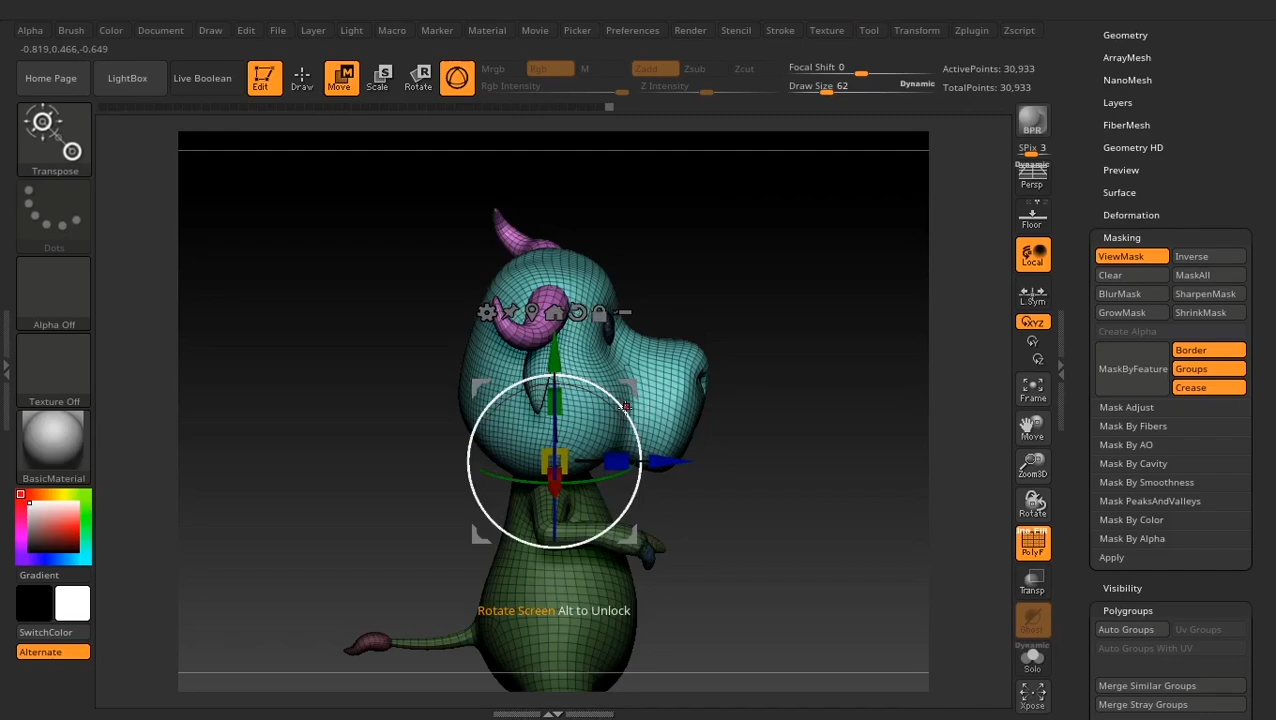 Alpha Brush Color Document Draw Edit File Layer Light Macro Marker Material Movie Picker Preferences Render Stencil Stroke Texture Tool Transform Zplugin Zscript
-0.819,0.466,-0.649
Home Page LightBox Live Boolean Edit Draw Move Scale Rotate
Mrgb Rgb M Zadd Zsub Zcut
Rgb Intensity Z Intensity
Focal Shift 0
Draw Size 62 Dynamic
ActivePoints: 30,933
TotalPoints: 30,933
Transpose
Dots
Alpha Off
Texture Off
BasicMaterial
Gradient
SwitchColor
Alternate
Rotate Screen Alt to Unlock
BPR
SPix 3
Dynamic
Persp
Floor
Local
L.Sym
XYZ
Frame
Move
Zoom3D
Rotate
PolyF
Transp
Ghost
Dynamic
Solo
Xpose
Geometry
ArrayMesh
NanoMesh
Layers
FiberMesh
Geometry HD
Preview
Surface
Deformation
Masking
ViewMask Inverse
Clear MaskAll
BlurMask SharpenMask
GrowMask ShrinkMask
Create Alpha
MaskByFeature
Border
Groups
Crease
Mask Adjust
Mask By Fibers
Mask By AO
Mask By Cavity
Mask By Smoothness
Mask PeaksAndValleys
Mask By Color
Mask By Alpha
Apply
Visibility
Polygroups
Auto Groups Uv Groups
Auto Groups With UV
Merge Similar Groups
Merge Stray Groups